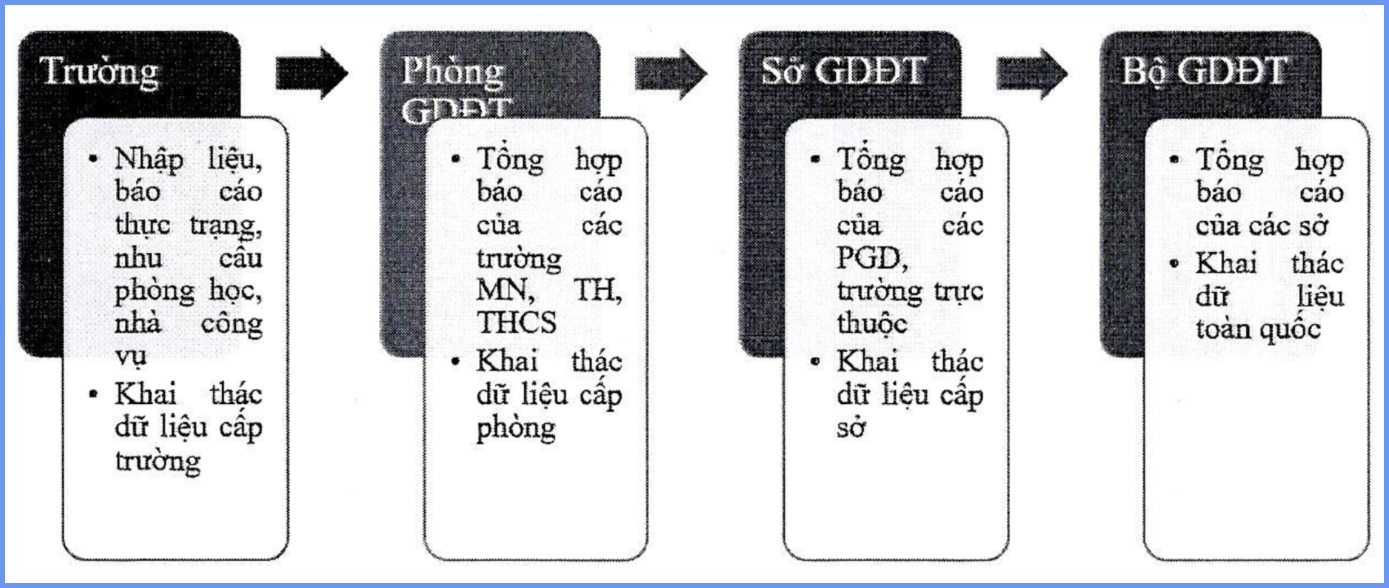 Trường
• Nhập liệu,
báo cáo
thực trạng,
nhu cầu
phòng học,
nhà công
vụ
• Khai thác
dữ liệu cấp
trường
Phòng
GDĐT
• Tổng hợp
báo cáo
của các
trường
MN, TH,
THCS
• Khai thác
dữ liệu cấp
phòng
Sở GDĐT
• Tổng hợp
báo cáo
của các
PGD,
trường trực
thuộc
• Khai thác
dữ liệu cấp
sở
Bộ GDĐT
• Tổng hợp
báo cáo
của các sở
• Khai thác
dữ liệu
toàn quốc